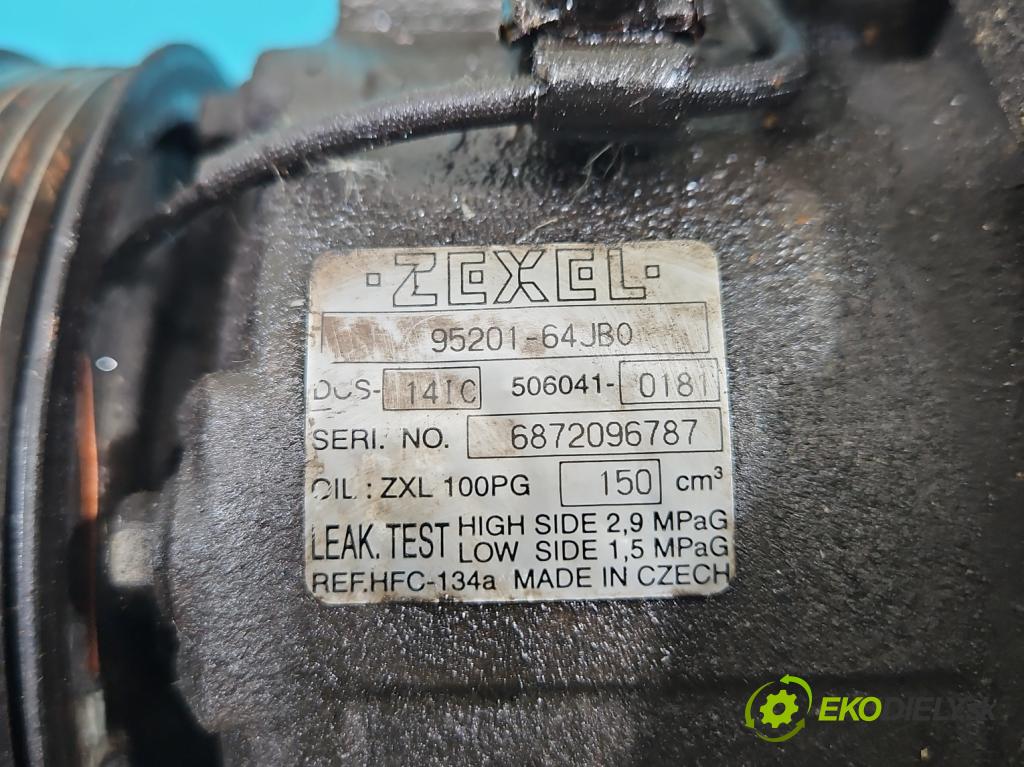 ·ZEXEL·
95201-64JB0
DCS-14IC 506041-0181
SERI. NO. 6872096787
OIL : ZXL 100PG 150 cm³
LEAK. TEST HIGH SIDE 2,9 MPaG
LOW SIDE 1,5 MPaG
REF.HFC-134a MADE IN CZECH
EKODIELY.SK